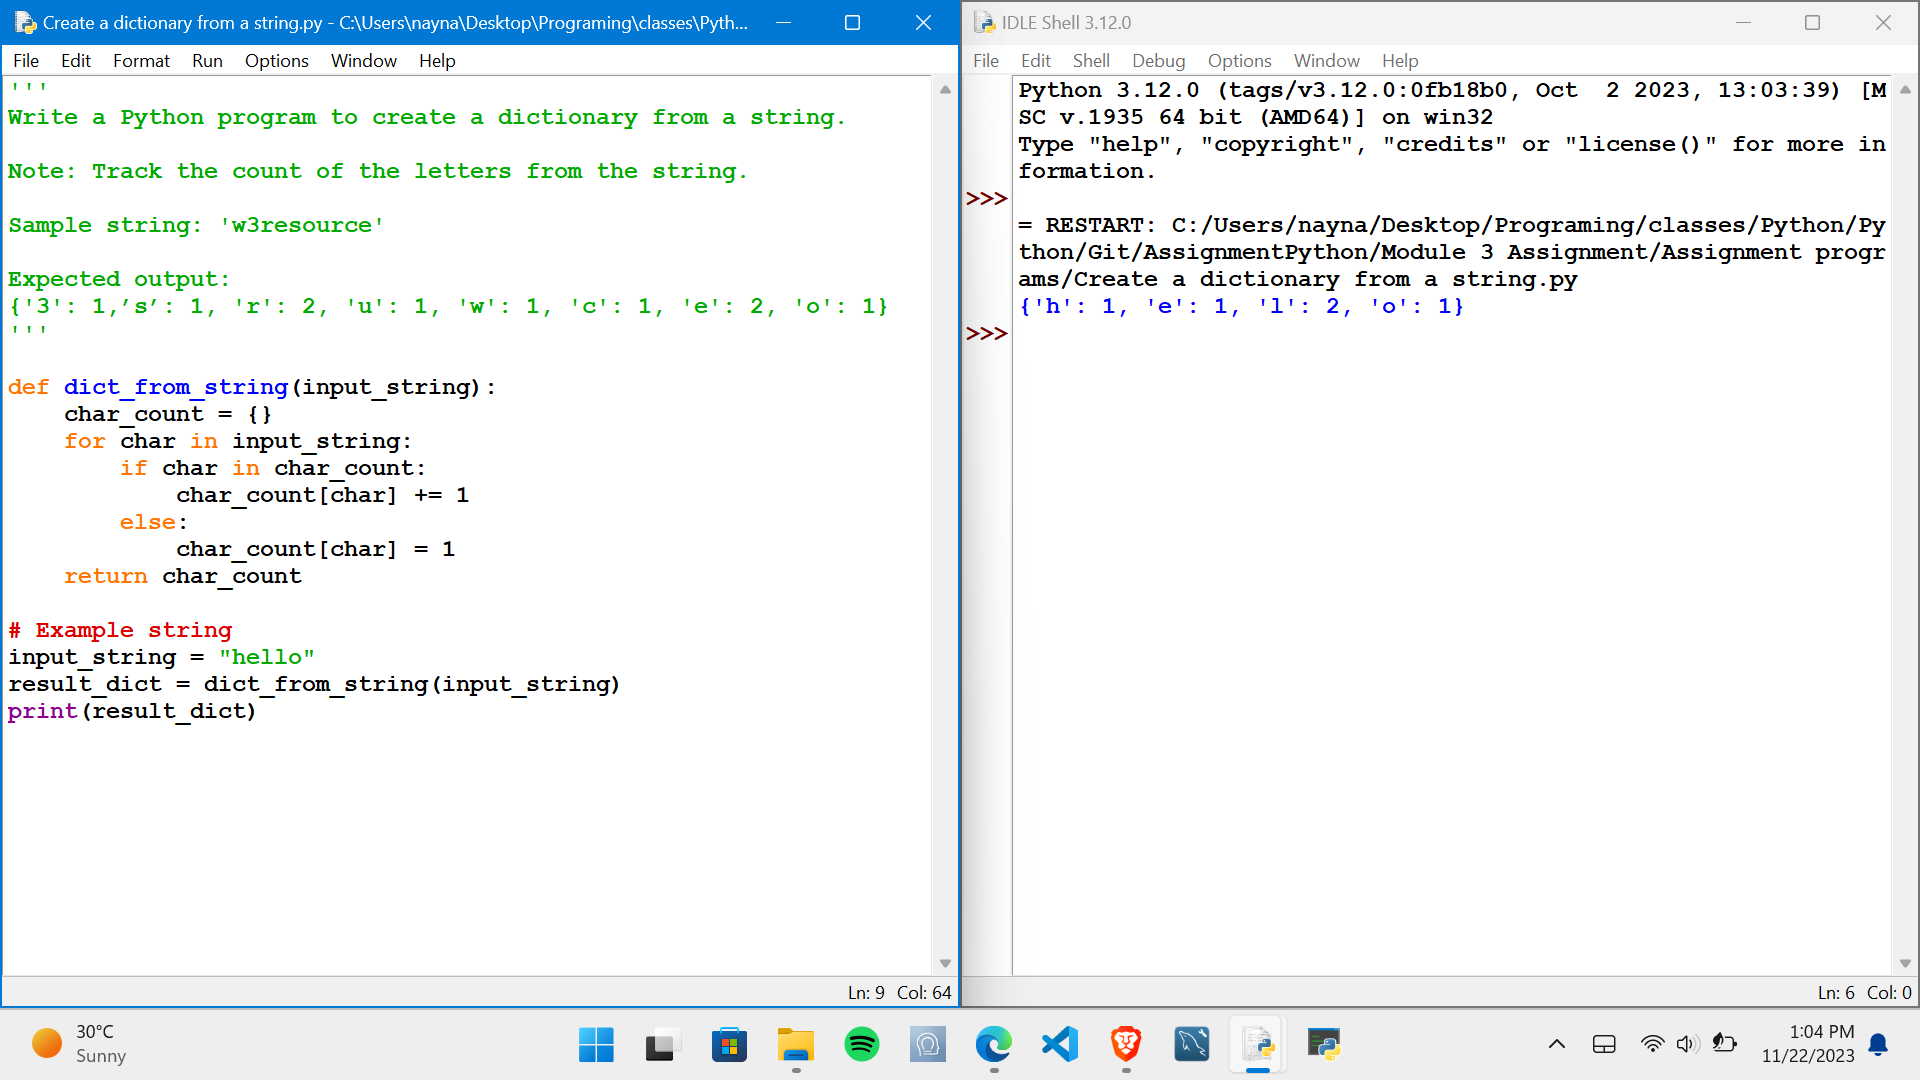 Create a dictionary from a string.py - C:\Users\nayna\Desktop\Programing\classes\Pyth...
File Edit Format Run Options Window Help
'''
Write a Python program to create a dictionary from a string.
Note: Track the count of the letters from the string.
Sample string: 'w3resource'
Expected output:
{'3': 1,’s’: 1, 'r': 2, 'u': 1, 'w': 1, 'c': 1, 'e': 2, 'o': 1}
'''
def dict_from_string(input_string):
    char_count = {}
    for char in input_string:
        if char in char_count:
            char_count[char] += 1
        else:
            char_count[char] = 1
    return char_count
# Example string
input_string = "hello"
result_dict = dict_from_string(input_string)
print(result_dict)
Ln: 9 Col: 64
IDLE Shell 3.12.0
File Edit Shell Debug Options Window Help
Python 3.12.0 (tags/v3.12.0:0fb18b0, Oct  2 2023, 13:03:39) [M
SC v.1935 64 bit (AMD64)] on win32
Type "help", "copyright", "credits" or "license()" for more in
formation.
>>>
= RESTART: C:/Users/nayna/Desktop/Programing/classes/Python/Py
thon/Git/AssignmentPython/Module 3 Assignment/Assignment progr
ams/Create a dictionary from a string.py
{'h': 1, 'e': 1, 'l': 2, 'o': 1}
>>>
Ln: 6 Col: 0
30°C
Sunny
1:04 PM
11/22/2023